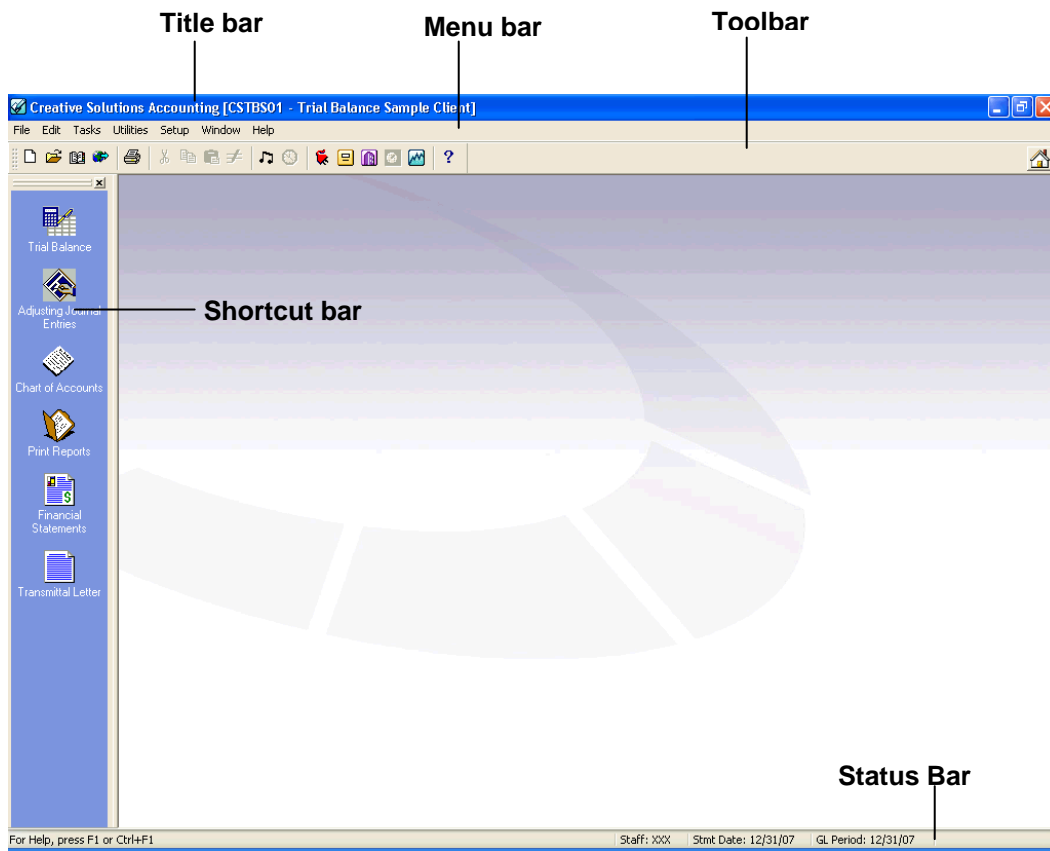 Title bar
Menu bar
Toolbar
Creative Solutions Accounting [CSTBS01 - Trial Balance Sample Client]
File Edit Tasks Utilities Setup Window Help
?
Trial Balance
Adjusting Journal
Entries
Shortcut bar
Chart of Accounts
Print Reports
Financial
Statements
Transmittal Letter
Status Bar
For Help, press F1 or Ctrl+F1 Staff: XXX Stmt Date: 12/31/07 GL Period: 12/31/07